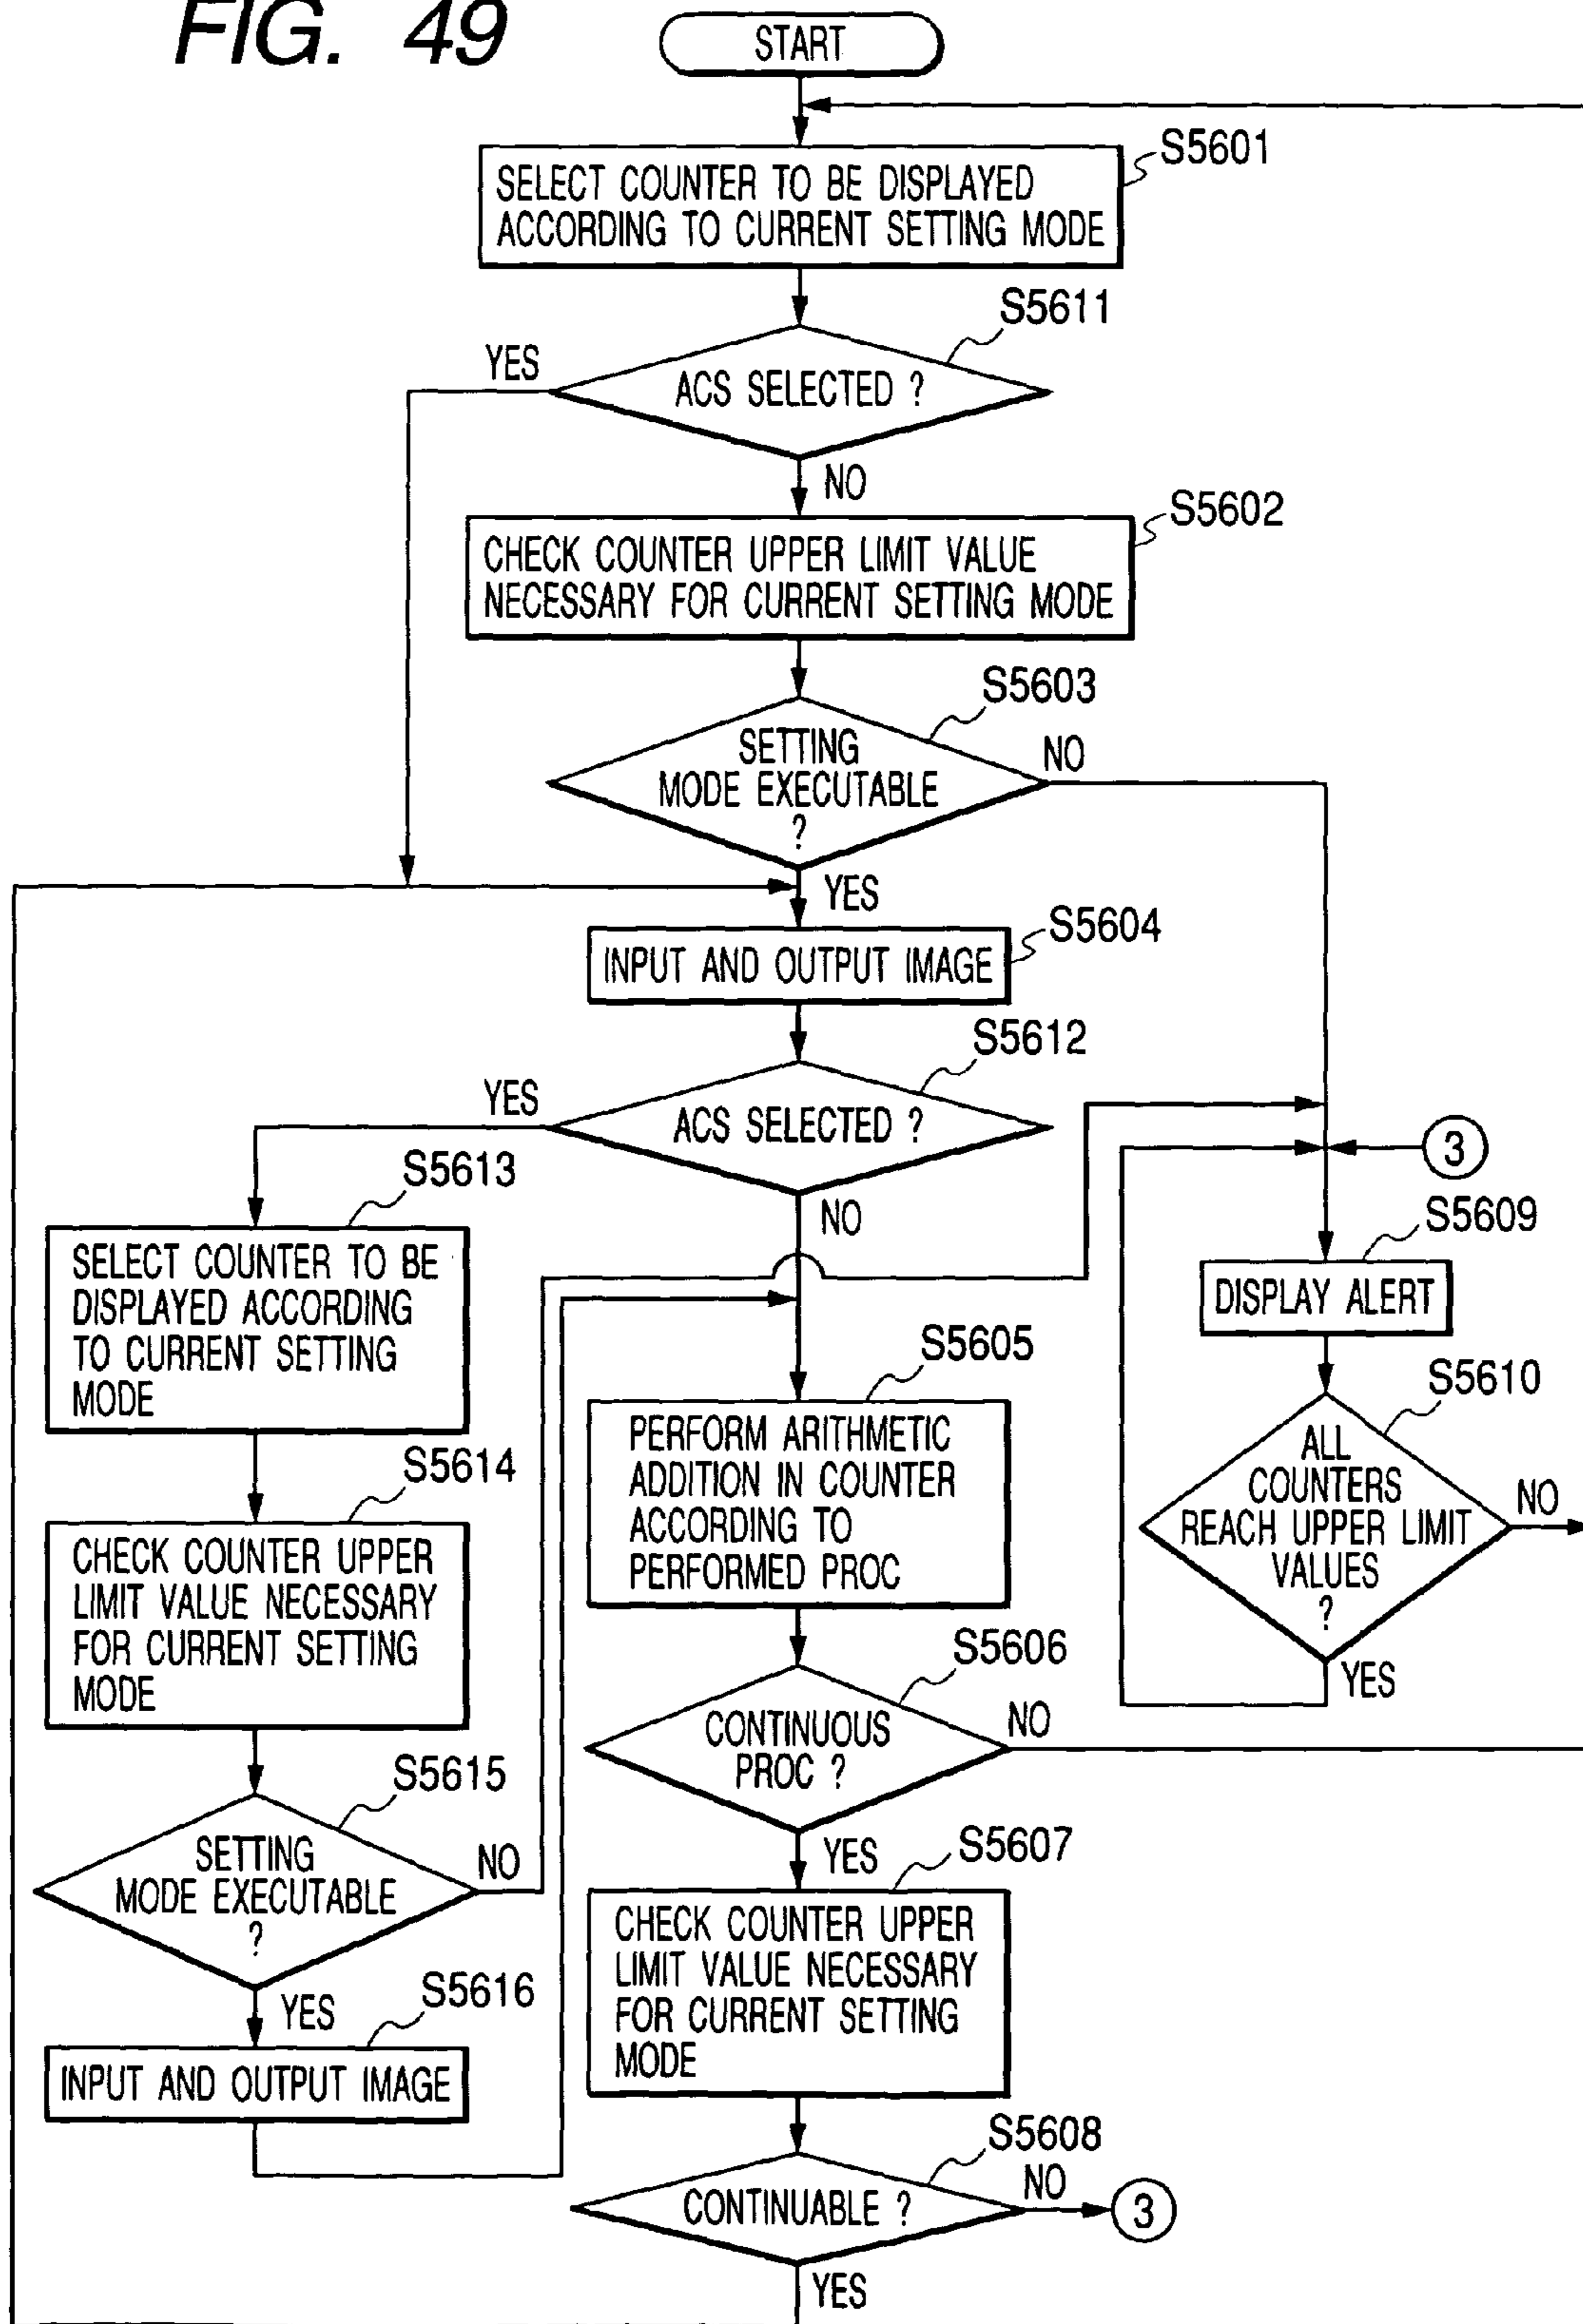 FIG. 49
START
S5601
SELECT COUNTER TO BE DISPLAYED
ACCORDING TO CURRENT SETTING MODE
S5611
YES
ACS SELECTED ?
NO
S5602
CHECK COUNTER UPPER LIMIT VALUE
NECESSARY FOR CURRENT SETTING MODE
S5603
SETTING
MODE EXECUTABLE
?
NO
YES
S5604
INPUT AND OUTPUT IMAGE
S5612
YES
ACS SELECTED ?
NO
S5613
SELECT COUNTER TO BE
DISPLAYED ACCORDING
TO CURRENT SETTING
MODE
S5614
CHECK COUNTER UPPER
LIMIT VALUE NECESSARY
FOR CURRENT SETTING
MODE
S5615
SETTING
MODE EXECUTABLE
?
NO
YES
S5616
INPUT AND OUTPUT IMAGE
S5605
PERFORM ARITHMETIC
ADDITION IN COUNTER
ACCORDING TO
PERFORMED PROC
S5606
CONTINUOUS
PROC ?
NO
YES
S5607
CHECK COUNTER UPPER
LIMIT VALUE NECESSARY
FOR CURRENT SETTING
MODE
S5608
CONTINUABLE ?
NO
3
YES
3
S5609
DISPLAY ALERT
S5610
ALL
COUNTERS
REACH UPPER LIMIT
VALUES
?
NO
YES